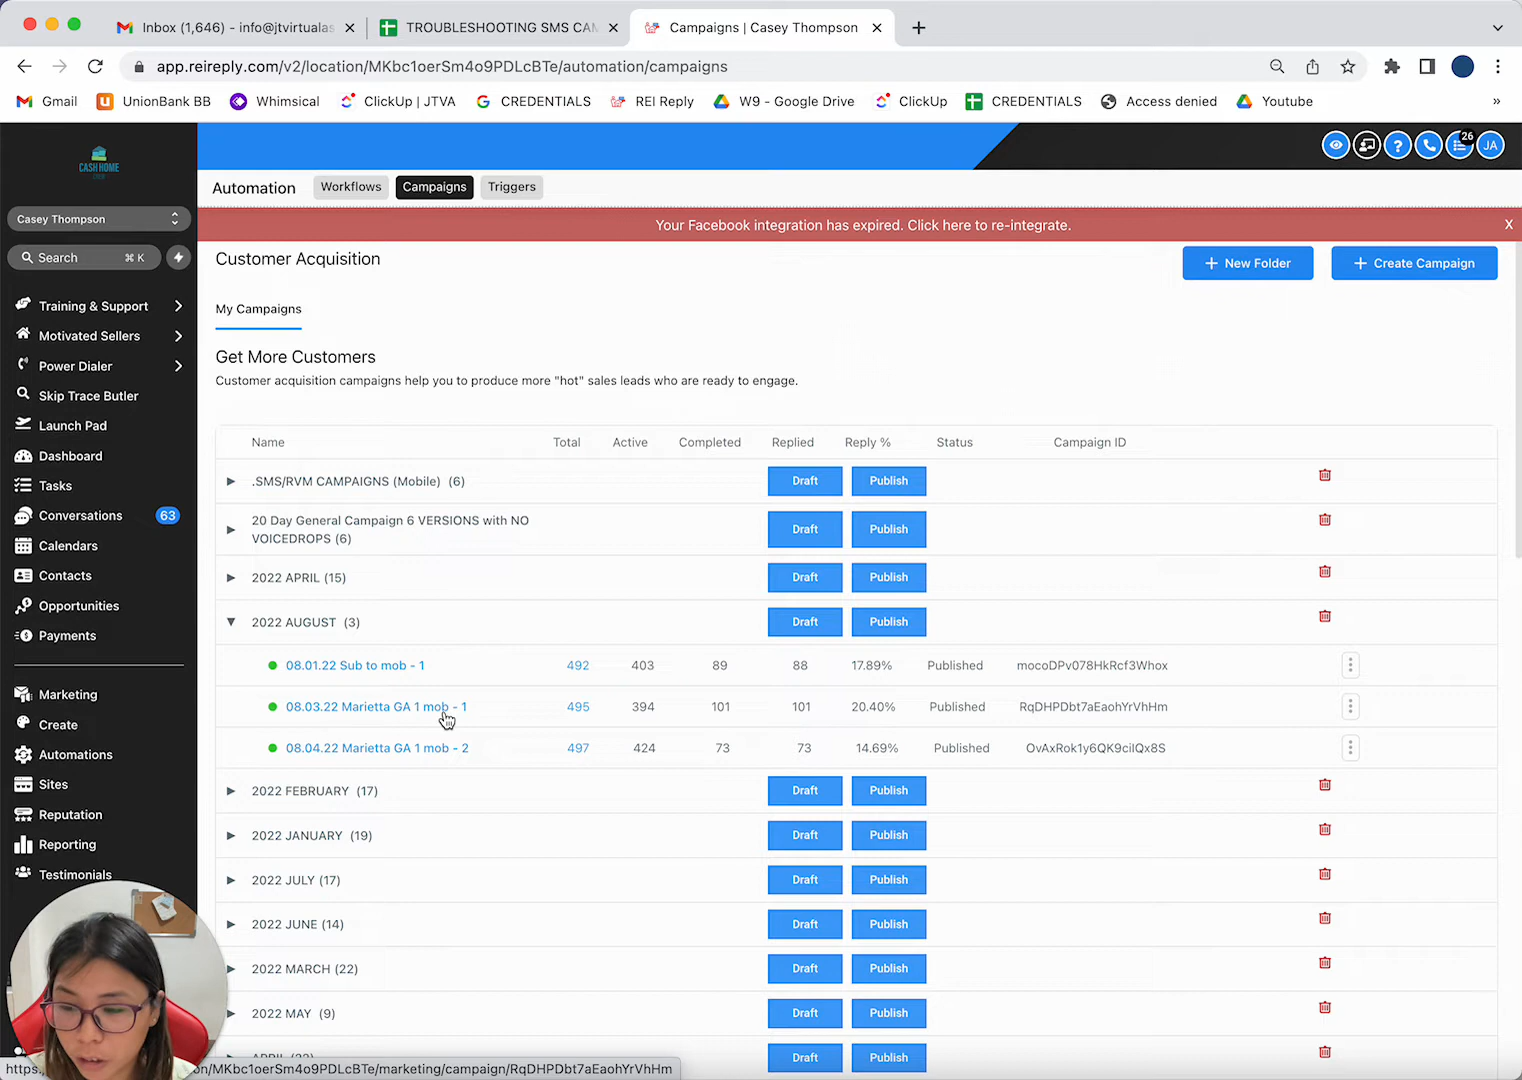 Inbox (1,646) - info@jtvirtualas
TROUBLESHOOTING SMS CAM
Campaigns | Casey Thompson
app.reireply.com/v2/location/MKbc1oerSm4o9PDLcBTe/automation/campaigns
Gmail
UnionBank BB
Whimsical
ClickUp | JTVA
CREDENTIALS
REI Reply
W9 - Google Drive
ClickUp
CREDENTIALS
Access denied
Youtube
»
CASH HOME
26
JA
Automation
Workflows
Campaigns
Triggers
Casey Thompson
Your Facebook integration has expired. Click here to re-integrate.
X
Search
⌘ K
Customer Acquisition
+ New Folder
+ Create Campaign
Training & Support
Motivated Sellers
Power Dialer
Skip Trace Butler
Launch Pad
Dashboard
Tasks
Conversations
63
Calendars
Contacts
Opportunities
Payments
Marketing
Create
Automations
Sites
Reputation
Reporting
Testimonials
My Campaigns
Get More Customers
Customer acquisition campaigns help you to produce more "hot" sales leads who are ready to engage.
Name Total Active Completed Replied Reply % Status Campaign ID
.SMS/RVM CAMPAIGNS (Mobile) (6) Draft Publish
20 Day General Campaign 6 VERSIONS with NO
VOICEDROPS (6) Draft Publish
2022 APRIL (15) Draft Publish
2022 AUGUST (3) Draft Publish
08.01.22 Sub to mob - 1 492 403 89 88 17.89% Published mocoDPv078HkRcf3Whox
08.03.22 Marietta GA 1 mob - 1 495 394 101 101 20.40% Published RqDHPDbt7aEaohYrVhHm
08.04.22 Marietta GA 1 mob - 2 497 424 73 73 14.69% Published OvAxRok1y6QK9cilQx8S
2022 FEBRUARY (17) Draft Publish
2022 JANUARY (19) Draft Publish
2022 JULY (17) Draft Publish
2022 JUNE (14) Draft Publish
2022 MARCH (22) Draft Publish
2022 MAY (9) Draft Publish
Draft Publish
on/MKbc1oerSm4o9PDLcBTe/marketing/campaign/RqDHPDbt7aEaohYrVhHm